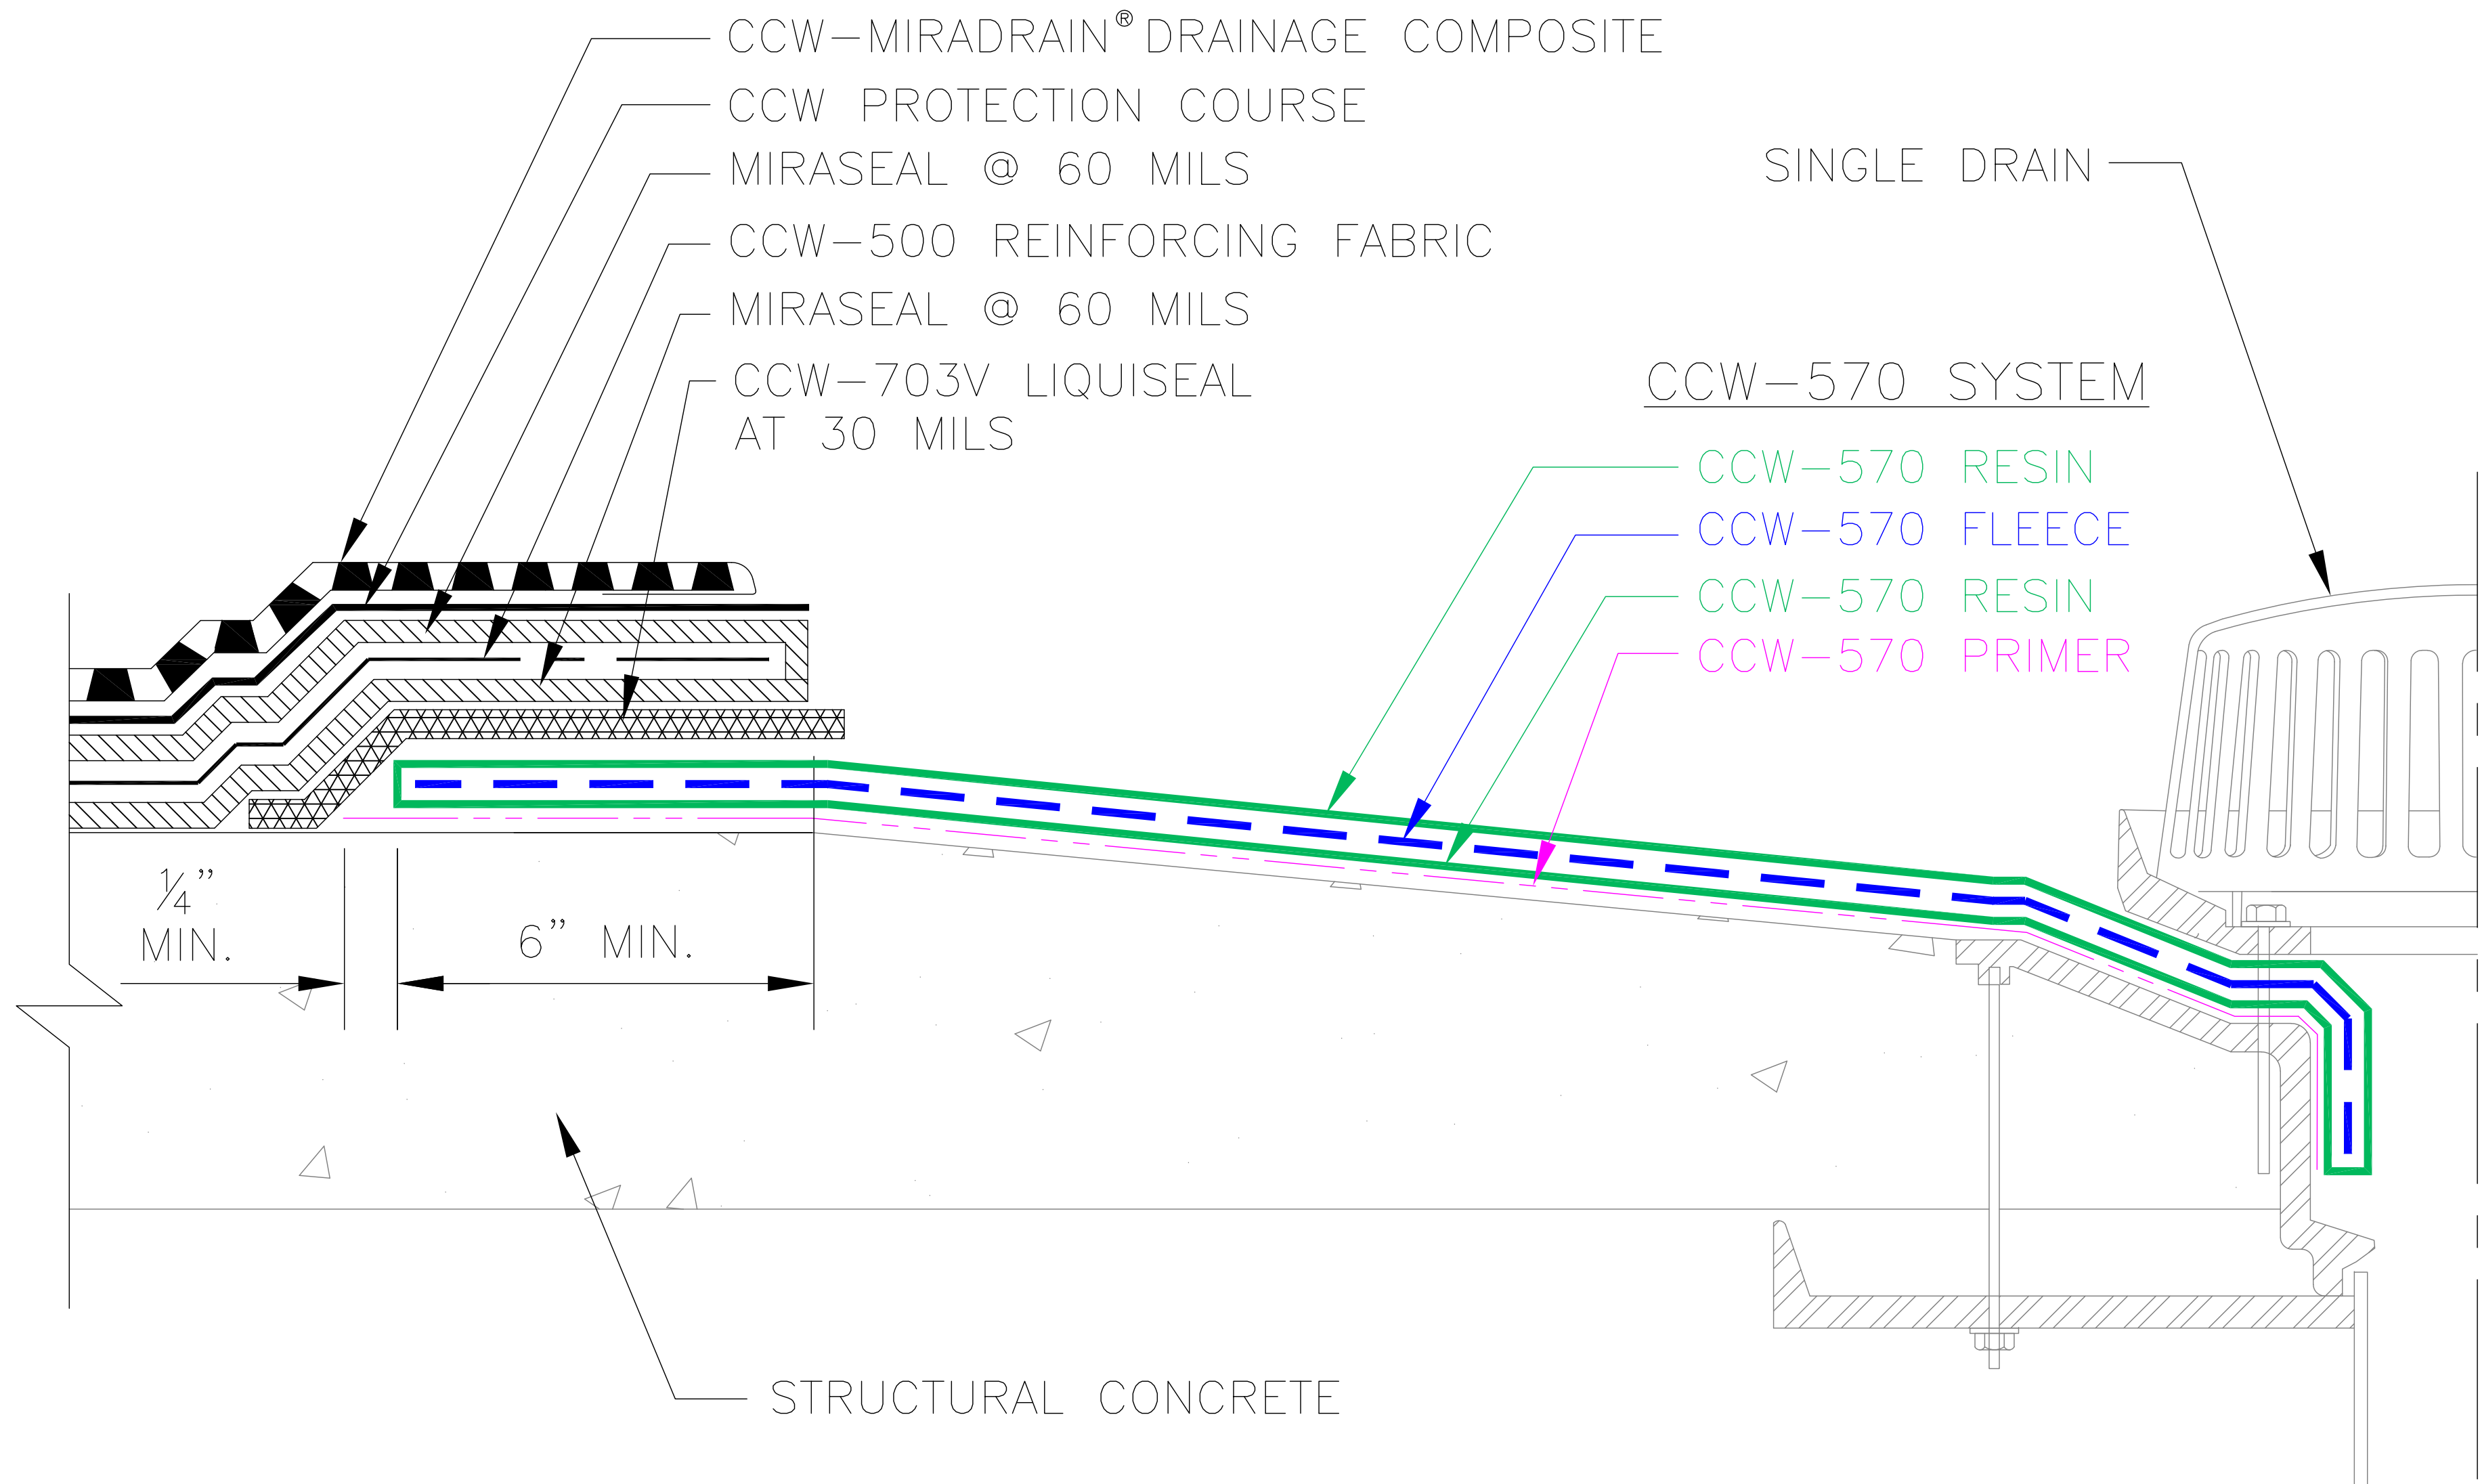 CCW-MIRADRAIN® DRAINAGE COMPOSITE
CCW PROTECTION COURSE
MIRASEAL @ 60 MILS
CCW-500 REINFORCING FABRIC
MIRASEAL @ 60 MILS
CCW-703V LIQUISEAL
AT 30 MILS
SINGLE DRAIN
CCW-570 SYSTEM
CCW-570 RESIN
CCW-570 FLEECE
CCW-570 RESIN
CCW-570 PRIMER
1/4"
MIN.
6" MIN.
STRUCTURAL CONCRETE